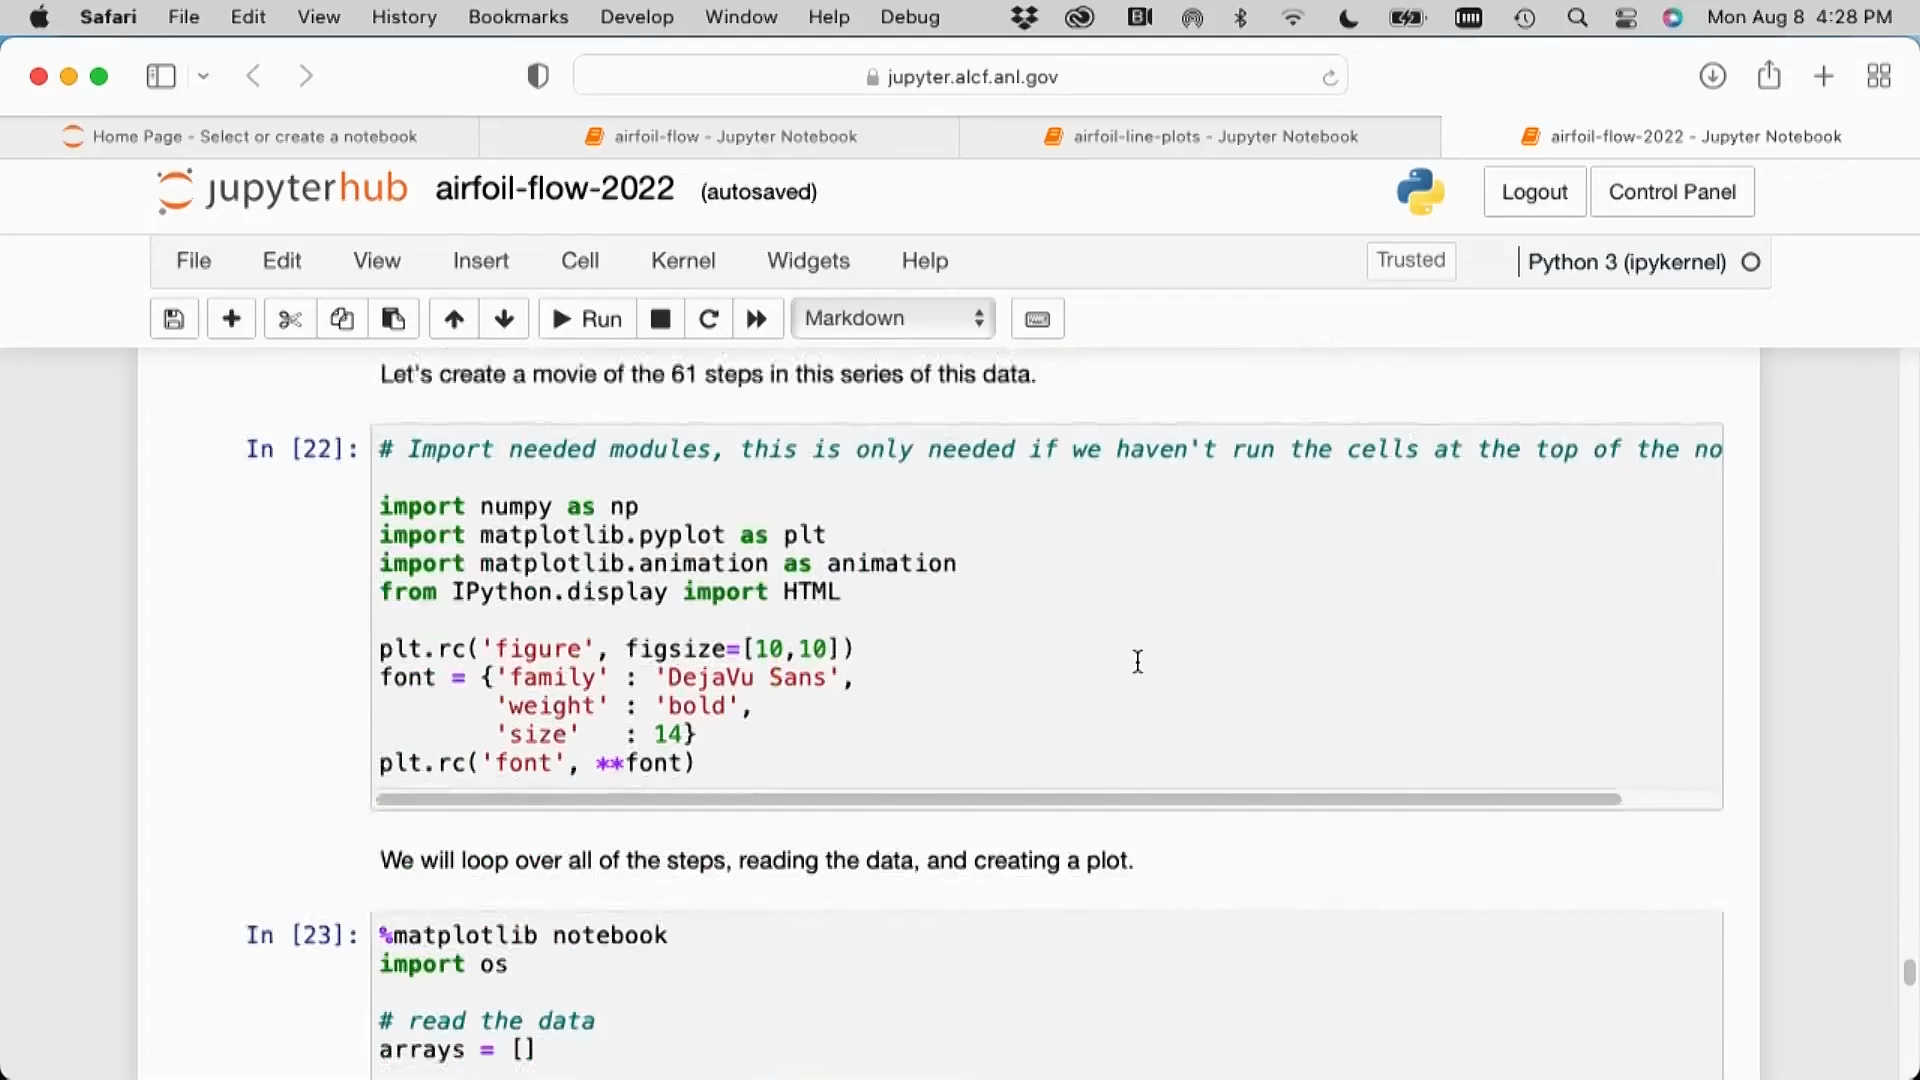 Safari File Edit View History Bookmarks Develop Window Help Debug Mon Aug 8 4:28 PM
jupyter.alcf.anl.gov
Home Page - Select or create a notebook airfoil-flow - Jupyter Notebook airfoil-line-plots - Jupyter Notebook airfoil-flow-2022 - Jupyter Notebook
jupyterhub airfoil-flow-2022 (autosaved) Logout Control Panel
File Edit View Insert Cell Kernel Widgets Help Trusted Python 3 (ipykernel)
Run Markdown
Let's create a movie of the 61 steps in this series of this data.
In [22]: # Import needed modules, this is only needed if we haven't run the cells at the top of the no
import numpy as np
import matplotlib.pyplot as plt
import matplotlib.animation as animation
from IPython.display import HTML
plt.rc('figure', figsize=[10,10])
font = {'family' : 'DejaVu Sans',
'weight' : 'bold',
'size' : 14}
plt.rc('font', **font)
We will loop over all of the steps, reading the data, and creating a plot.
In [23]: %matplotlib notebook
import os
# read the data
arrays = []